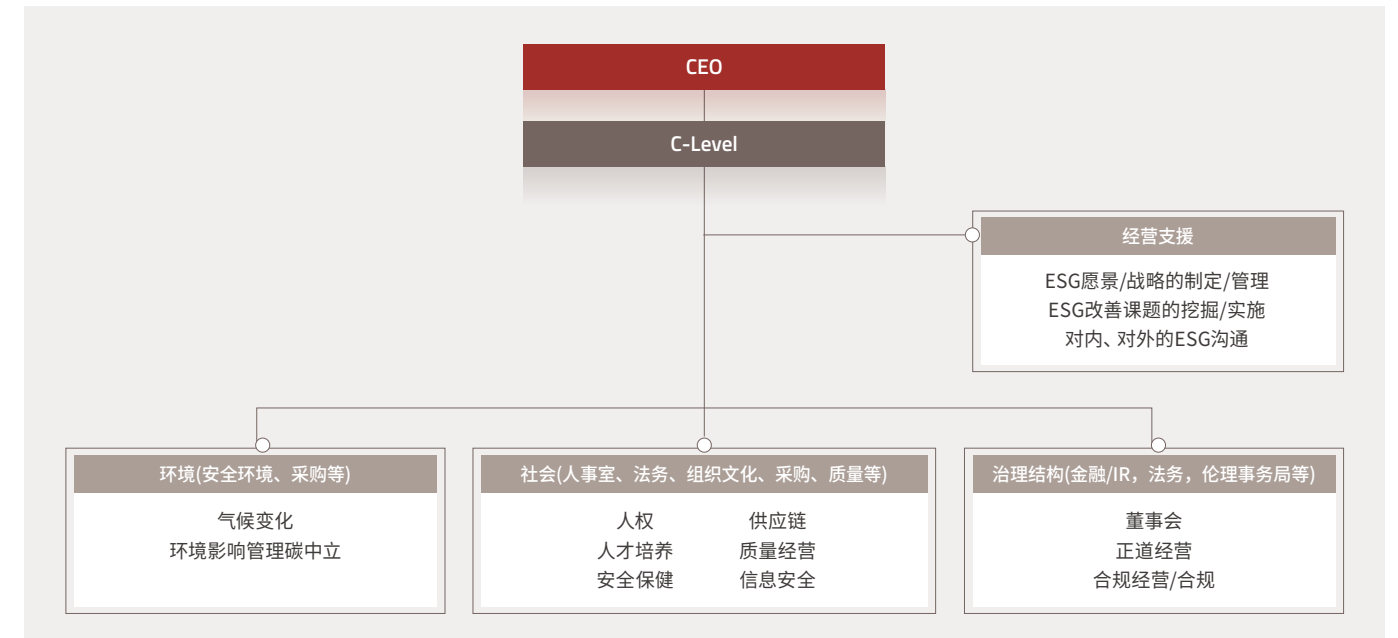 CEO
C-Level
经营支援
ESG愿景/战略的制定/管理
ESG改善课题的挖掘/实施
对内、对外的ESG沟通
环境(安全环境、采购等)
气候变化
环境影响管理碳中立
社会(人事室、法务、组织文化、采购、质量等)
人权 供应链
人才培养 质量经营
安全保健 信息安全
治理结构(金融/IR，法务，伦理事务局等)
董事会
正道经营
合规经营/合规